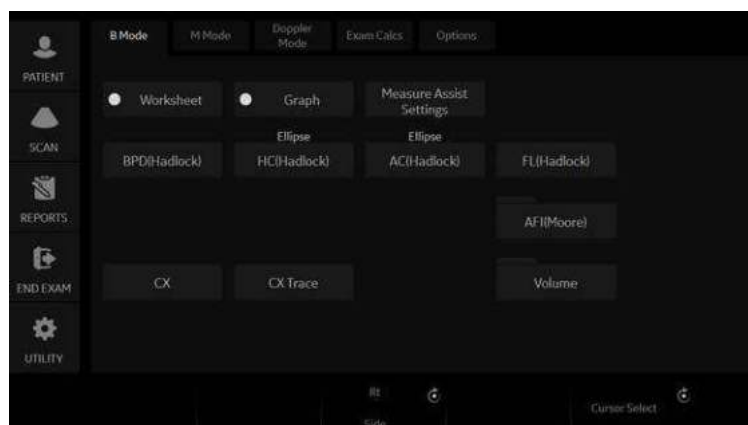 PATIENT
SCAN
REPORTS
END EXAM
UTILITY
B Mode
M Mode
Doppler
Mode
Exam Calcs
Options
Worksheet
Graph
Measure Assist
Settings
Ellipse
Ellipse
BPD(Hadlock)
HC(Hadlock)
AC(Hadlock)
FL(Hadlock)
AFI(Moore)
CX
CX Trace
Volume
Rt
Side
Cursor Select